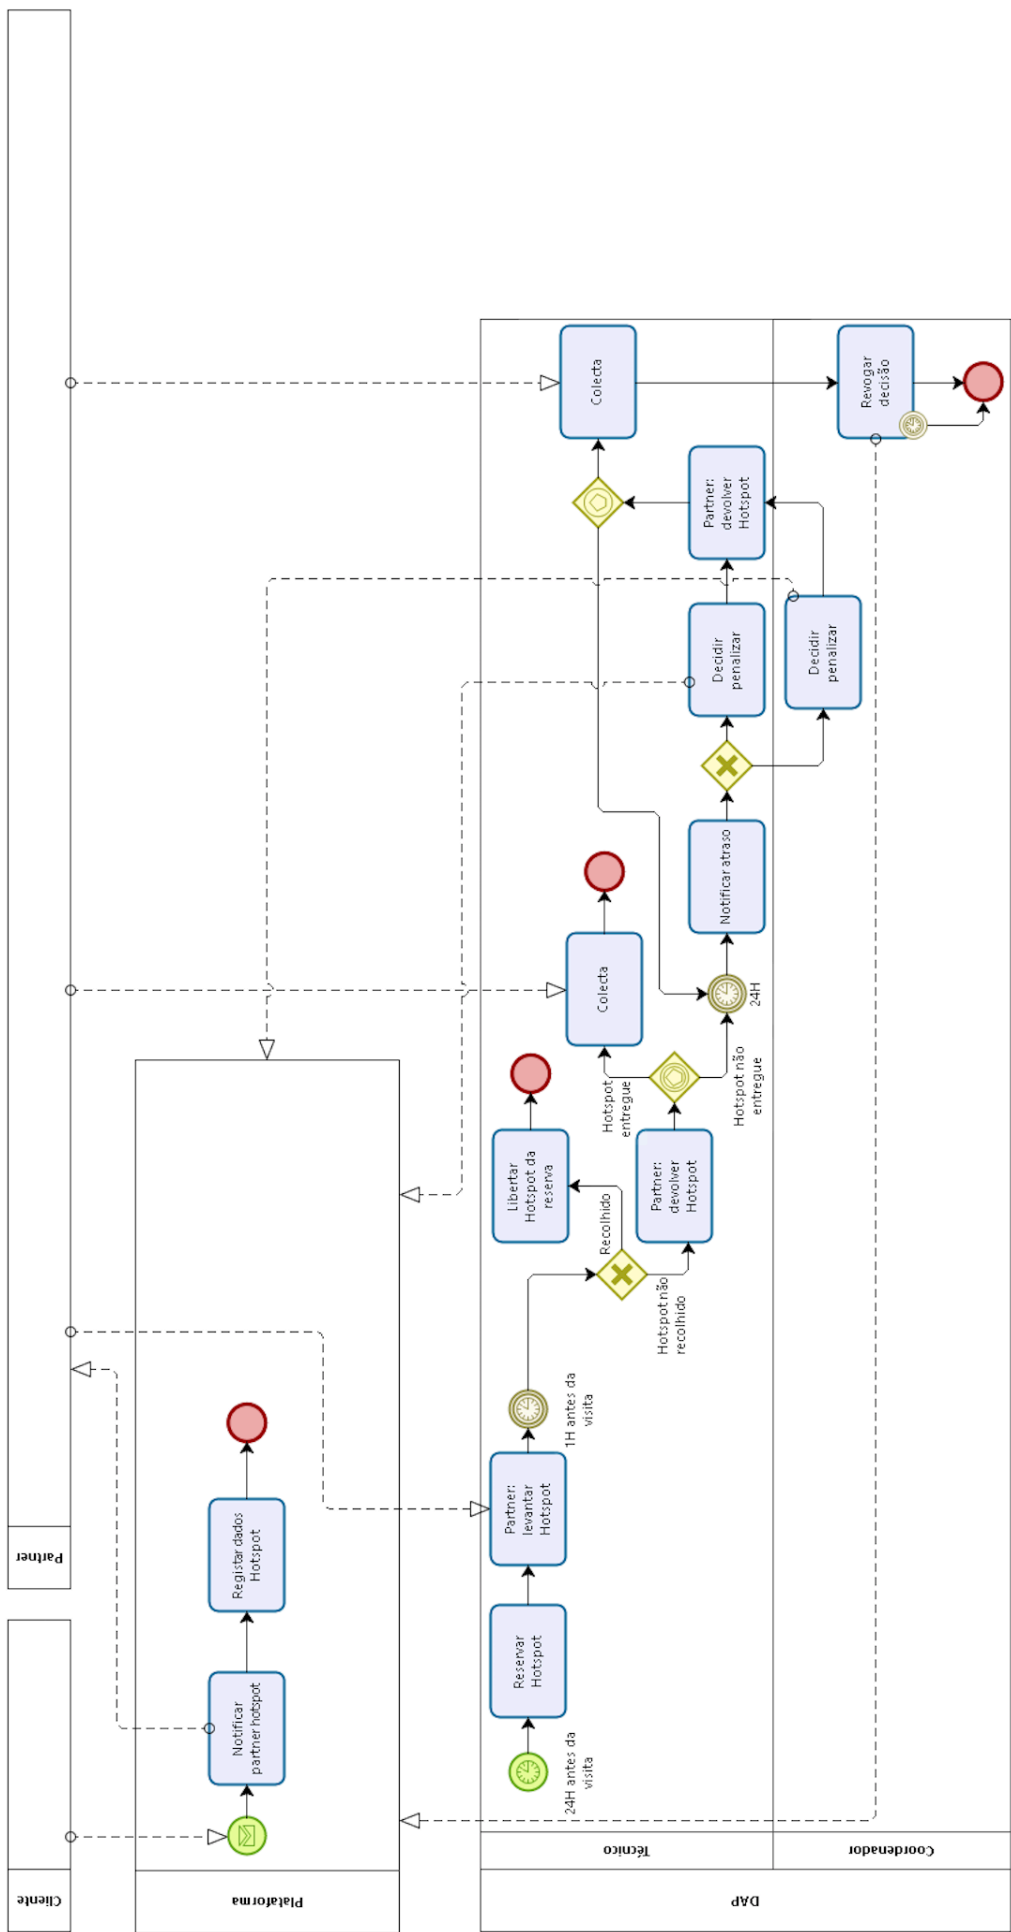 Cliente
Partner
Plataforma
Notificar
partner hotspot
Registar dados
Hotspot
DAP
Técnico
Coordenador
24H antes da
visita
Reservar
Hotspot
Partner:
levantar
Hotspot
1H antes da
visita
Recolhido
Hotspot não
recolhido
Libertar
Hotspot da
reserva
Partner:
devolver
Hotspot
Hotspot
entregue
Hotspot não
entregue
Colecta
24H
Notificar atraso
Decidir
penalizar
Decidir
penalizar
Partner:
devolver
Hotspot
Colecta
Revogar
decisão